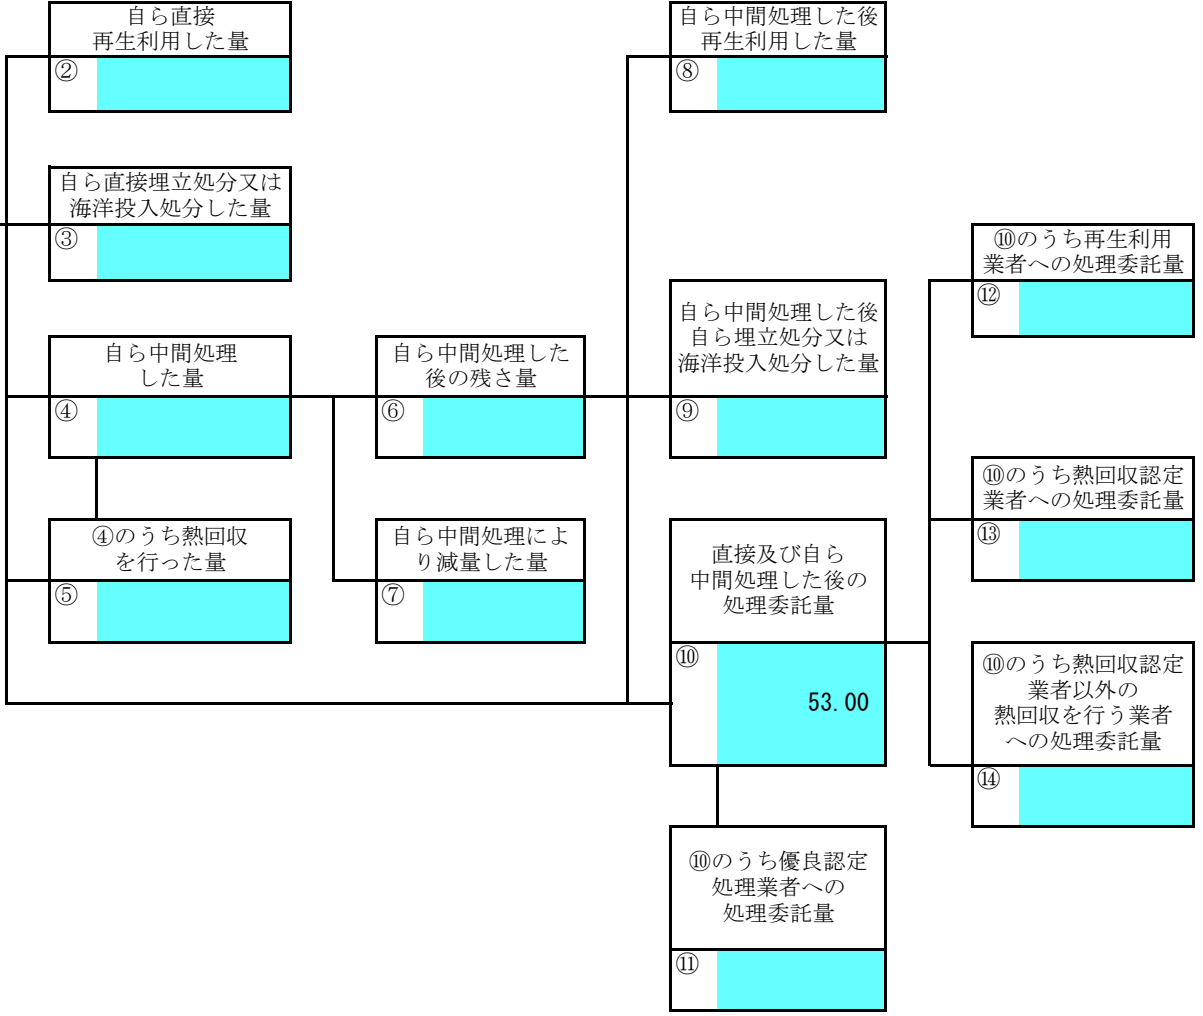 自ら直接
再生利用した量
②
自ら中間処理した後
再生利用した量
⑧
自ら直接埋立処分又は
海洋投入処分した量
③
⑩のうち再生利用
業者への処理委託量
⑫
自ら中間処理した後
自ら埋立処分又は
海洋投入処分した量
⑨
自ら中間処理
した量
④
自ら中間処理した
後の残さ量
⑥
⑩のうち熱回収認定
業者への処理委託量
⑬
④のうち熱回収
を行った量
⑤
自ら中間処理によ
り減量した量
⑦
直接及び自ら
中間処理した後の
処理委託量
⑩
53.00
⑩のうち熱回収認定
業者以外の
熱回収を行う業者
への処理委託量
⑭
⑩のうち優良認定
処理業者への
処理委託量
⑪